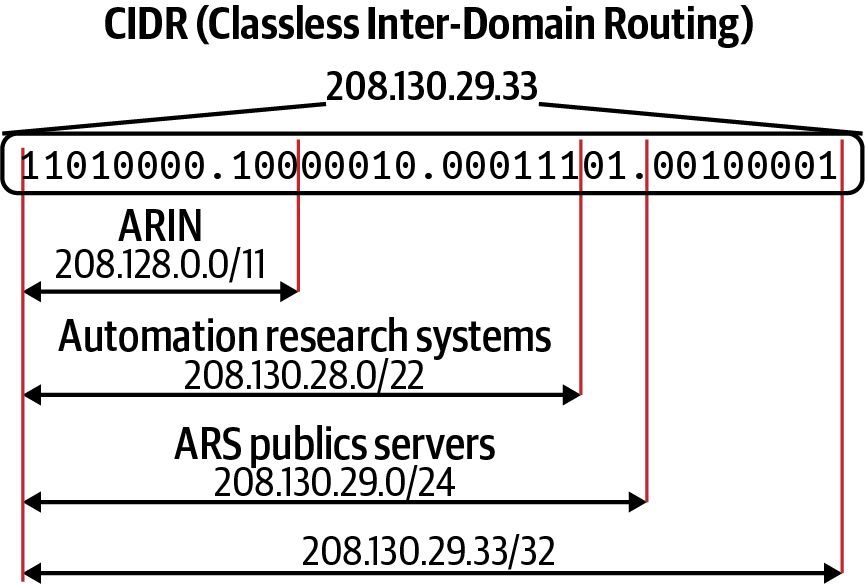 CIDR (Classless Inter-Domain Routing)
208.130.29.33
11010000.10000010.00011101.00100001
ARIN
208.128.0.0/11
Automation research systems
208.130.28.0/22
ARS publics servers
208.130.29.0/24
208.130.29.33/32